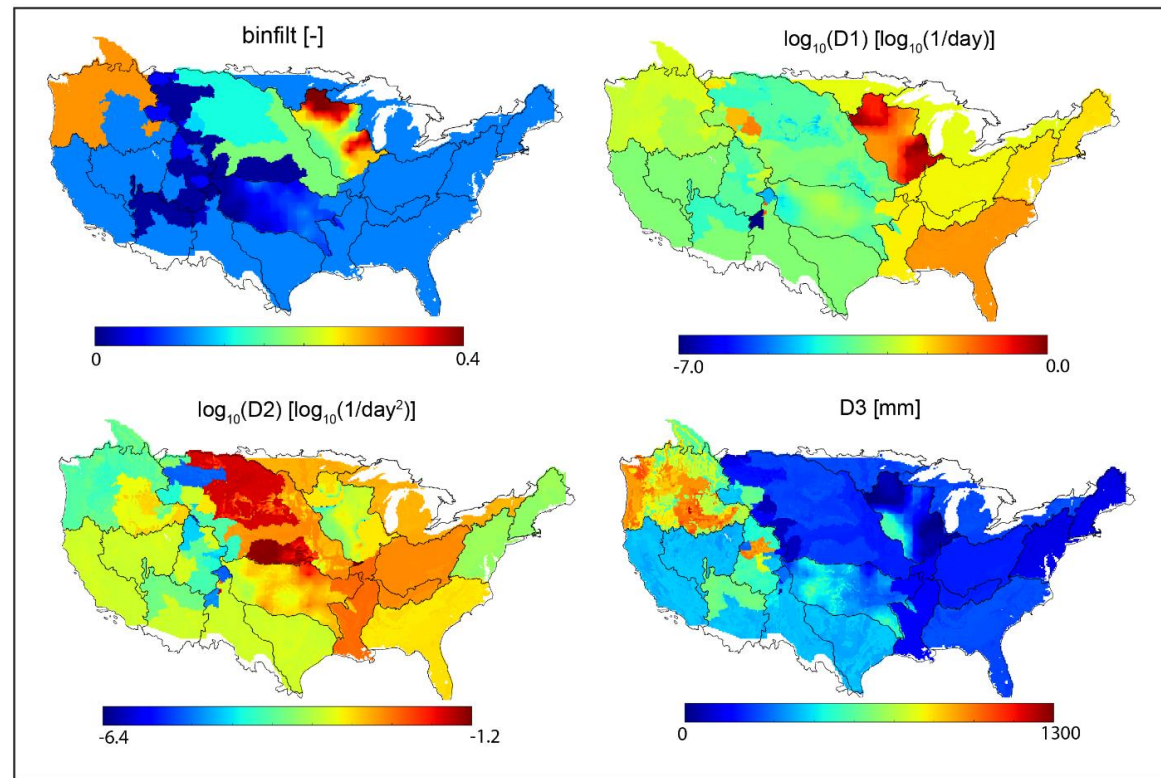 binfilt [-]
log₁₀(D1) [log₁₀(1/day)]
0
0.4
-7.0
0.0
log₁₀(D2) [log₁₀(1/day²)]
D3 [mm]
-6.4
-1.2
0
1300